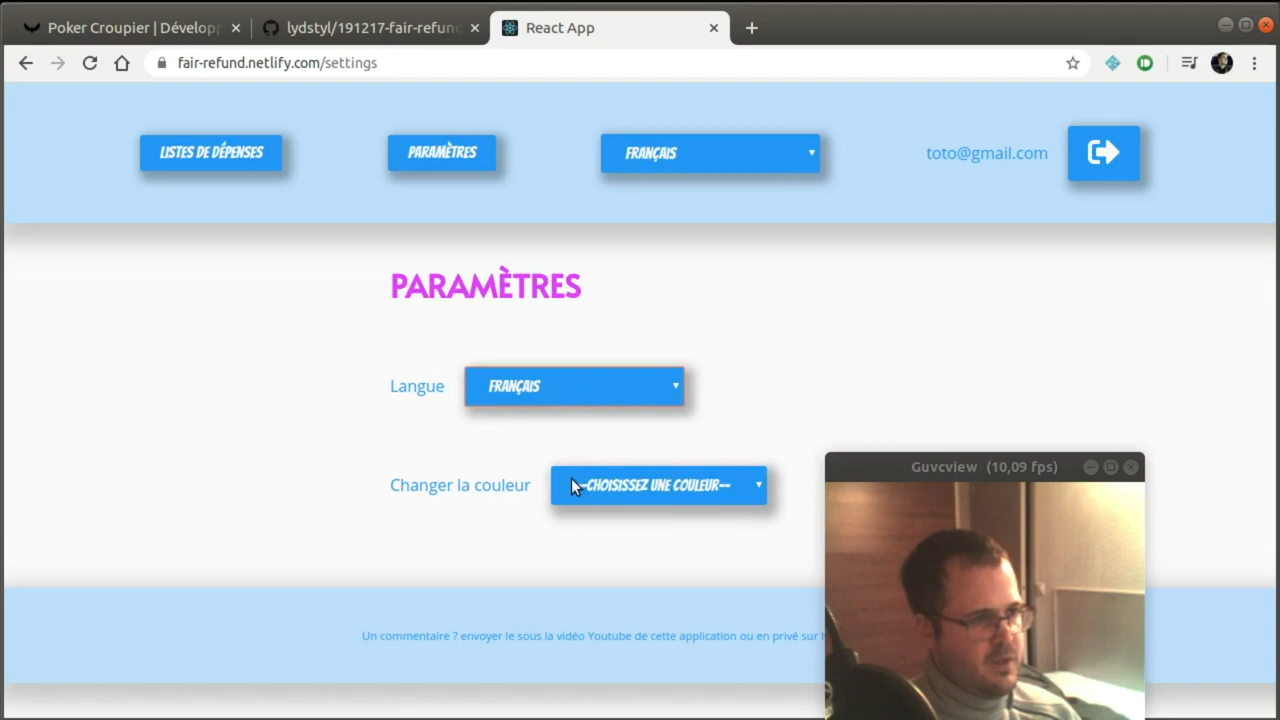 Poker Croupier | Dévelop
lydstyl/191217-fair-refun
React App
fair-refund.netlify.com/settings
LISTES DE DÉPENSES
PARAMÈTRES
FRANÇAIS
toto@gmail.com
PARAMÈTRES
Langue
FRANÇAIS
Changer la couleur
--CHOISISSEZ UNE COULEUR--
Guvcview (10,09 fps)
Un commentaire ? envoyer le sous la vidéo Youtube de cette application ou en privé sur